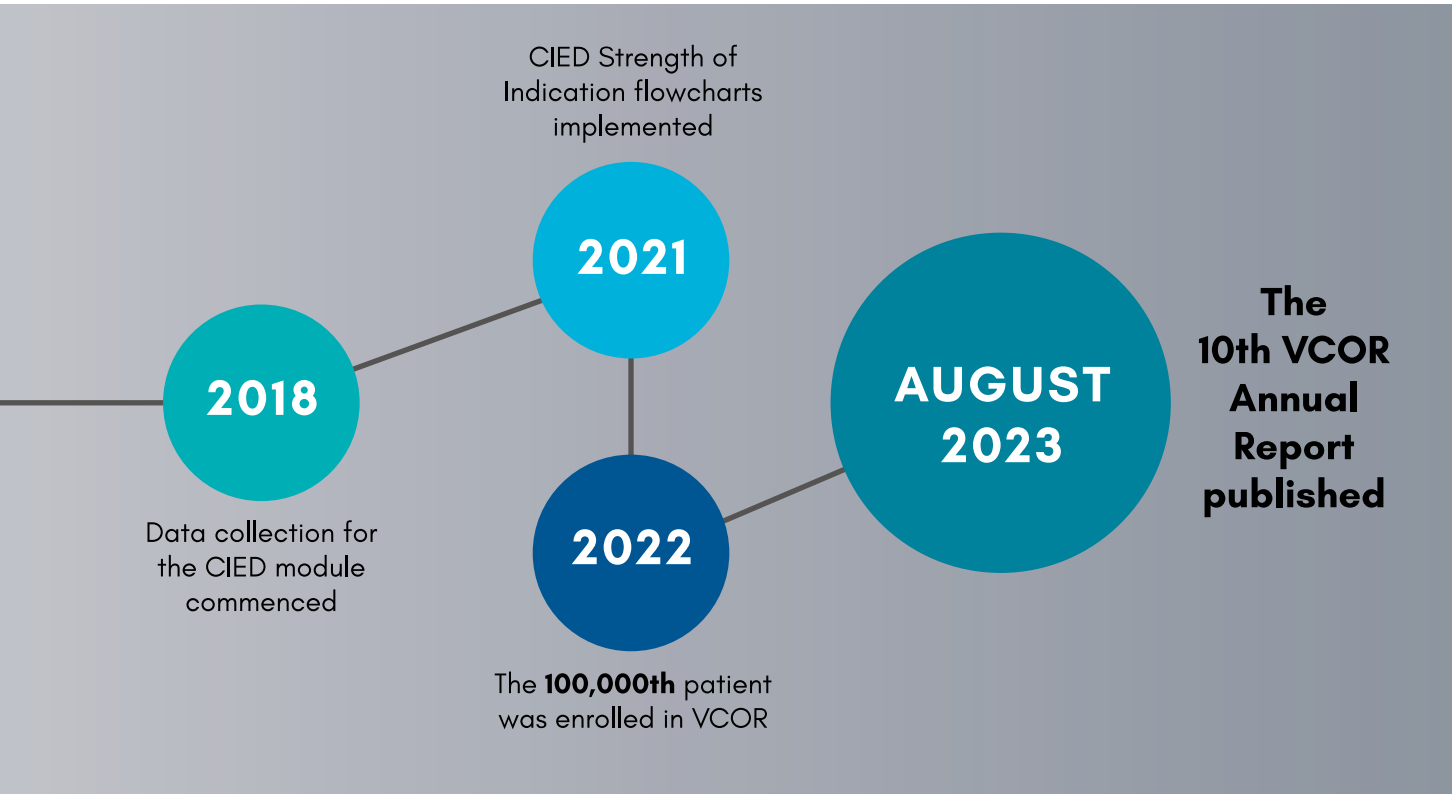 2018
Data collection for
the CIED module
commenced
CIED Strength of
Indication flowcharts
implemented
2021
2022
The 100,000th patient
was enrolled in VCOR
AUGUST
2023
The
10th VCOR
Annual
Report
published